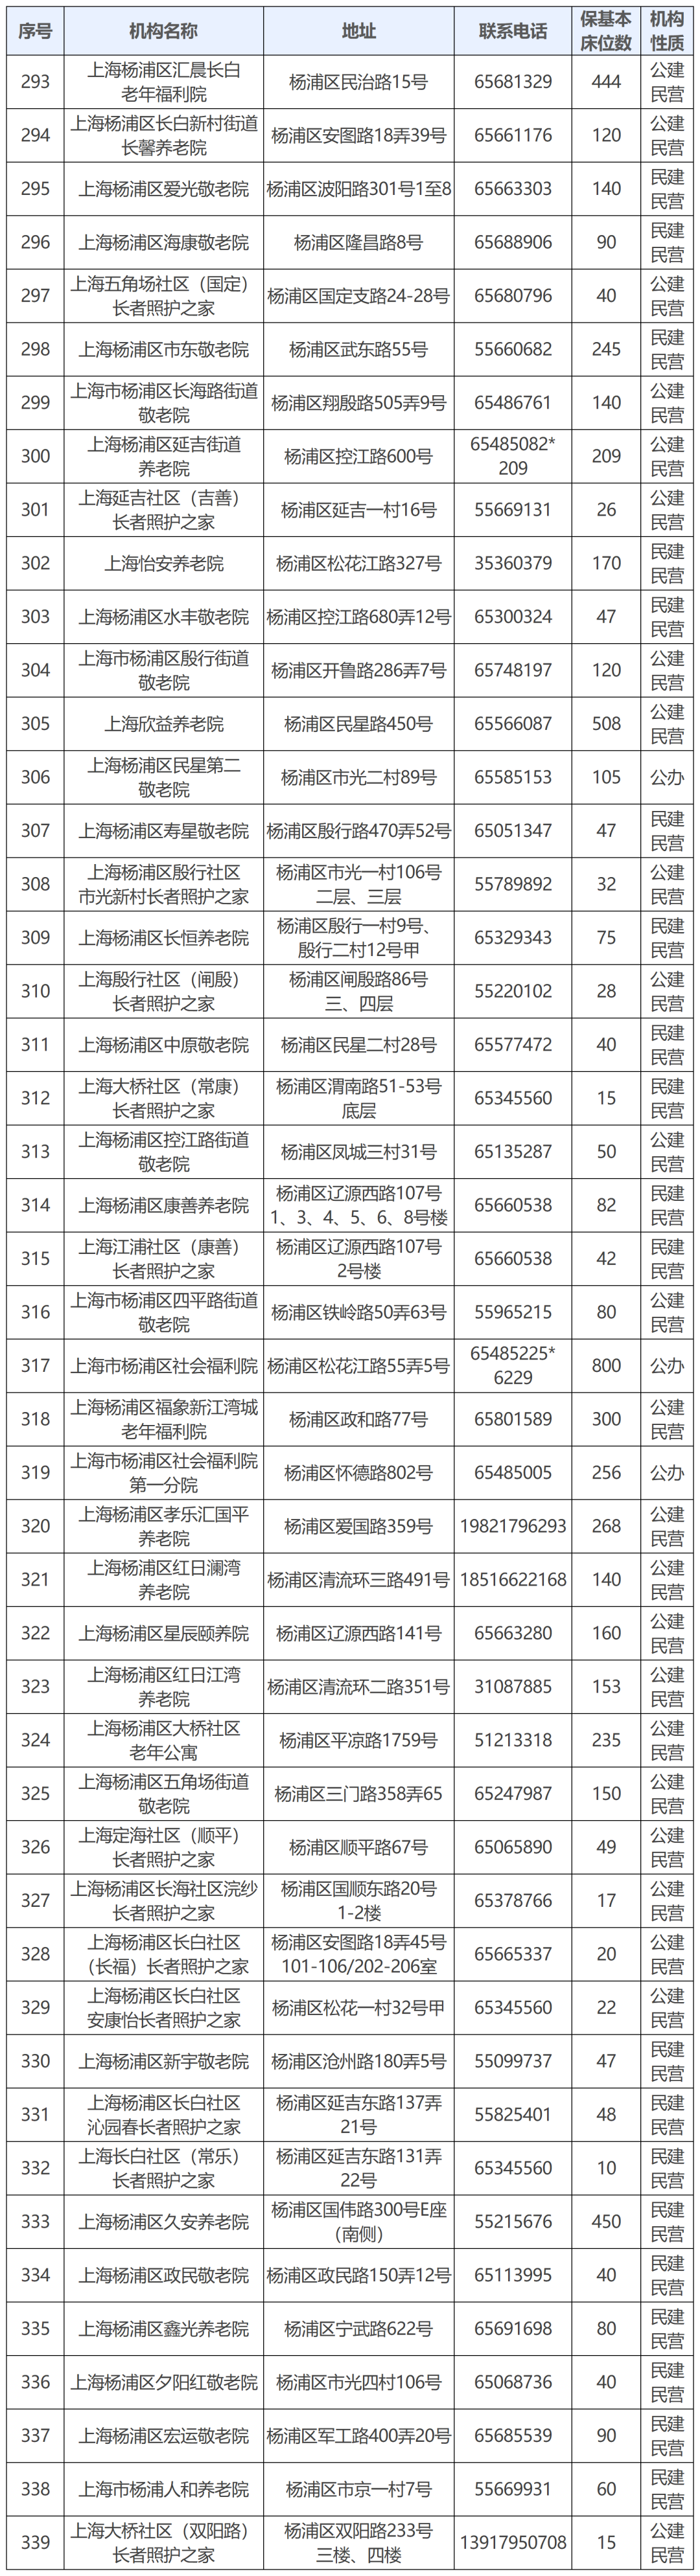 序号 机构名称 地址 联系电话 保基本床位数 机构性质
293 上海杨浦区汇晨长白老年福利院 杨浦区民治路15号 65681329 444 公建民营
294 上海杨浦区长白新村街道长馨养老院 杨浦区安图路18弄39号 65661176 120 公建民营
295 上海杨浦区爱光敬老院 杨浦区波阳路301号1至8 65663303 140 民建民营
296 上海杨浦区海康敬老院 杨浦区隆昌路8号 65688906 90 民建民营
297 上海五角场社区（国定）长者照护之家 杨浦区国定支路24-28号 65680796 40 公建民营
298 上海杨浦区市东敬老院 杨浦区武东路55号 55660682 245 民建民营
299 上海市杨浦区长海路街道敬老院 杨浦区翔殷路505弄9号 65486761 140 公建民营
300 上海杨浦区延吉街道养老院 杨浦区控江路600号 65485082*209 209 公建民营
301 上海延吉社区（吉善）长者照护之家 杨浦区延吉一村16号 55669131 26 公建民营
302 上海怡安养老院 杨浦区松花江路327号 35360379 170 民建民营
303 上海杨浦区水丰敬老院 杨浦区控江路680弄12号 65300324 47 民建民营
304 上海市杨浦区殷行街道敬老院 杨浦区开鲁路286弄7号 65748197 120 公建民营
305 上海欣益养老院 杨浦区民星路450号 65566087 508 公建民营
306 上海杨浦区民星第二敬老院 杨浦区市光二村89号 65585153 105 公办
307 上海杨浦区寿星敬老院 杨浦区殷行路470弄52号 65051347 47 民建民营
308 上海杨浦区殷行社区市光新村长者照护之家 杨浦区市光一村106号二层、三层 55789892 32 公建民营
309 上海杨浦区长恒养老院 杨浦区殷行一村9号、殷行二村12号甲 65329343 75 民建民营
310 上海殷行社区（闸殷）长者照护之家 杨浦区闸殷路86号三、四层 55220102 28 公建民营
311 上海杨浦区中原敬老院 杨浦区民星二村28号 65577472 40 民建民营
312 上海大桥社区（常康）长者照护之家 杨浦区渭南路51-53号底层 65345560 15 民建民营
313 上海杨浦区控江路街道敬老院 杨浦区凤城三村31号 65135287 50 公建民营
314 上海杨浦区康善养老院 杨浦区辽源西路107号1、3、4、5、6、8号楼 65660538 82 民建民营
315 上海江浦社区（康善）长者照护之家 杨浦区辽源西路107号2号楼 65660538 42 民建民营
316 上海市杨浦区四平路街道敬老院 杨浦区铁岭路50弄63号 55965215 80 公建民营
317 上海市杨浦区社会福利院 杨浦区松花江路55弄5号 65485225*6229 800 公办
318 上海杨浦区福象新江湾城老年福利院 杨浦区政和路77号 65801589 300 公建民营
319 上海市杨浦区社会福利院第一分院 杨浦区怀德路802号 65485005 256 公办
320 上海杨浦区孝乐汇国平养老院 杨浦区爱国路359号 19821796293 268 公建民营
321 上海杨浦区红日澜湾养老院 杨浦区清流环三路491号 18516622168 140 公建民营
322 上海杨浦区星辰颐养院 杨浦区辽源西路141号 65663280 160 公建民营
323 上海杨浦区红日江湾养老院 杨浦区清流环二路351号 31087885 153 公建民营
324 上海杨浦区大桥社区老年公寓 杨浦区平凉路1759号 51213318 235 公建民营
325 上海杨浦区五角场街道敬老院 杨浦区三门路358弄65 65247987 150 公建民营
326 上海定海社区（顺平）长者照护之家 杨浦区顺平路67号 65065890 49 公建民营
327 上海杨浦区长海社区浣纱长者照护之家 杨浦区国顺东路20号1-2楼 65378766 17 公建民营
328 上海杨浦区长白社区（长福）长者照护之家 杨浦区安图路18弄45号101-106/202-206室 65665337 20 公建民营
329 上海杨浦区长白社区安康怡长者照护之家 杨浦区松花一村32号甲 65345560 22 公建民营
330 上海杨浦区新宇敬老院 杨浦区沧州路180弄5号 55099737 47 民建民营
331 上海杨浦区长白社区沁园春长者照护之家 杨浦区延吉东路137弄21号 55825401 48 民建民营
332 上海长白社区（常乐）长者照护之家 杨浦区延吉东路131弄22号 65345560 10 民建民营
333 上海杨浦区久安养老院 杨浦区国伟路300号E座(南侧） 55215676 450 民建民营
334 上海杨浦区政民敬老院 杨浦区政民路150弄12号 65113995 40 民建民营
335 上海杨浦区鑫光养老院 杨浦区宁武路622号 65691698 80 民建民营
336 上海杨浦区夕阳红敬老院 杨浦区市光四村106号 65068736 40 民建民营
337 上海杨浦区宏运敬老院 杨浦区军工路400弄20号 65685539 90 民建民营
338 上海市杨浦人和养老院 杨浦区市京一村7号 55669931 60 民建民营
339 上海大桥社区（双阳路）长者照护之家 杨浦区双阳路233号三楼、四楼 13917950708 15 公建民营